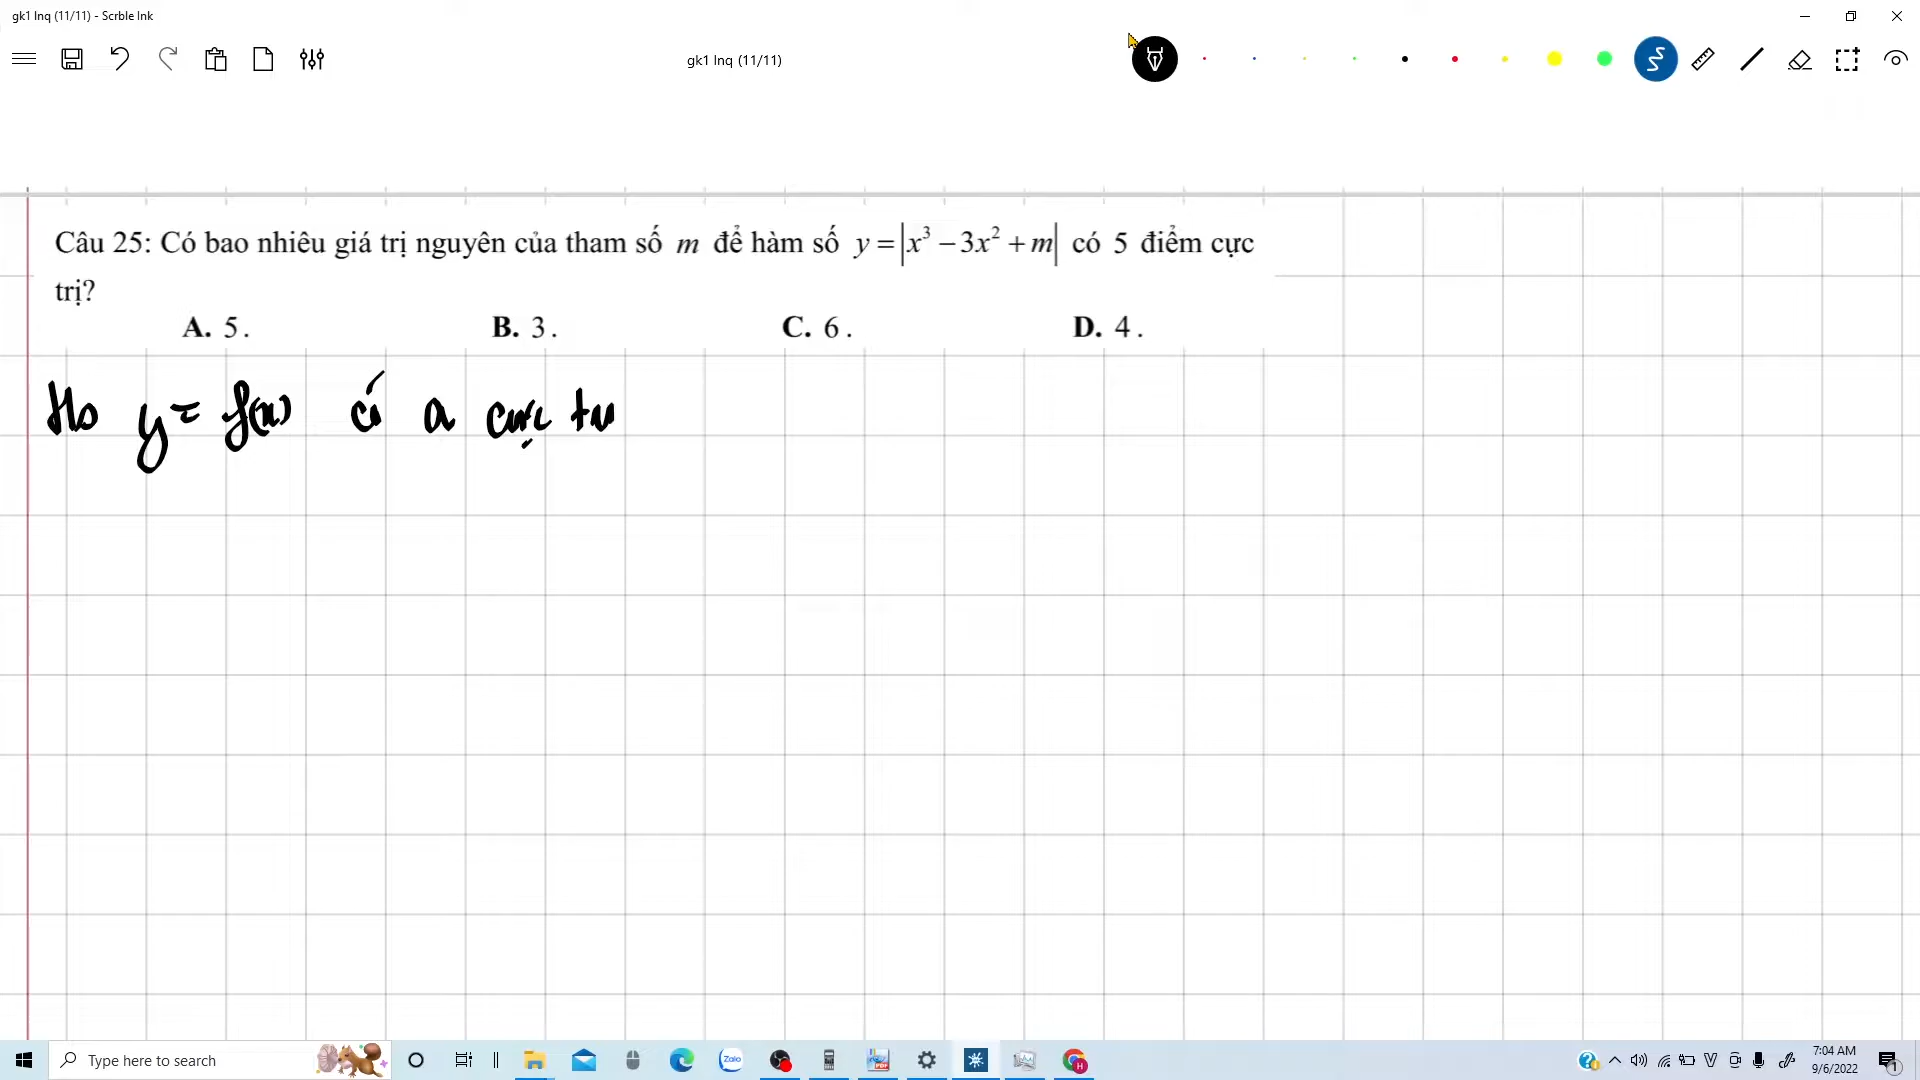 gk1 lnq (11/11) - Scrble Ink
gk1 lnq (11/11)
Câu 25: Có bao nhiêu giá trị nguyên của tham số m để hàm số y = |x³ − 3x² + m| có 5 điểm cực
trị?
A. 5. B. 3. C. 6. D. 4.
Hs y = f(x) có a cực trị
Type here to search
Zalo
7:04 AM
9/6/2022